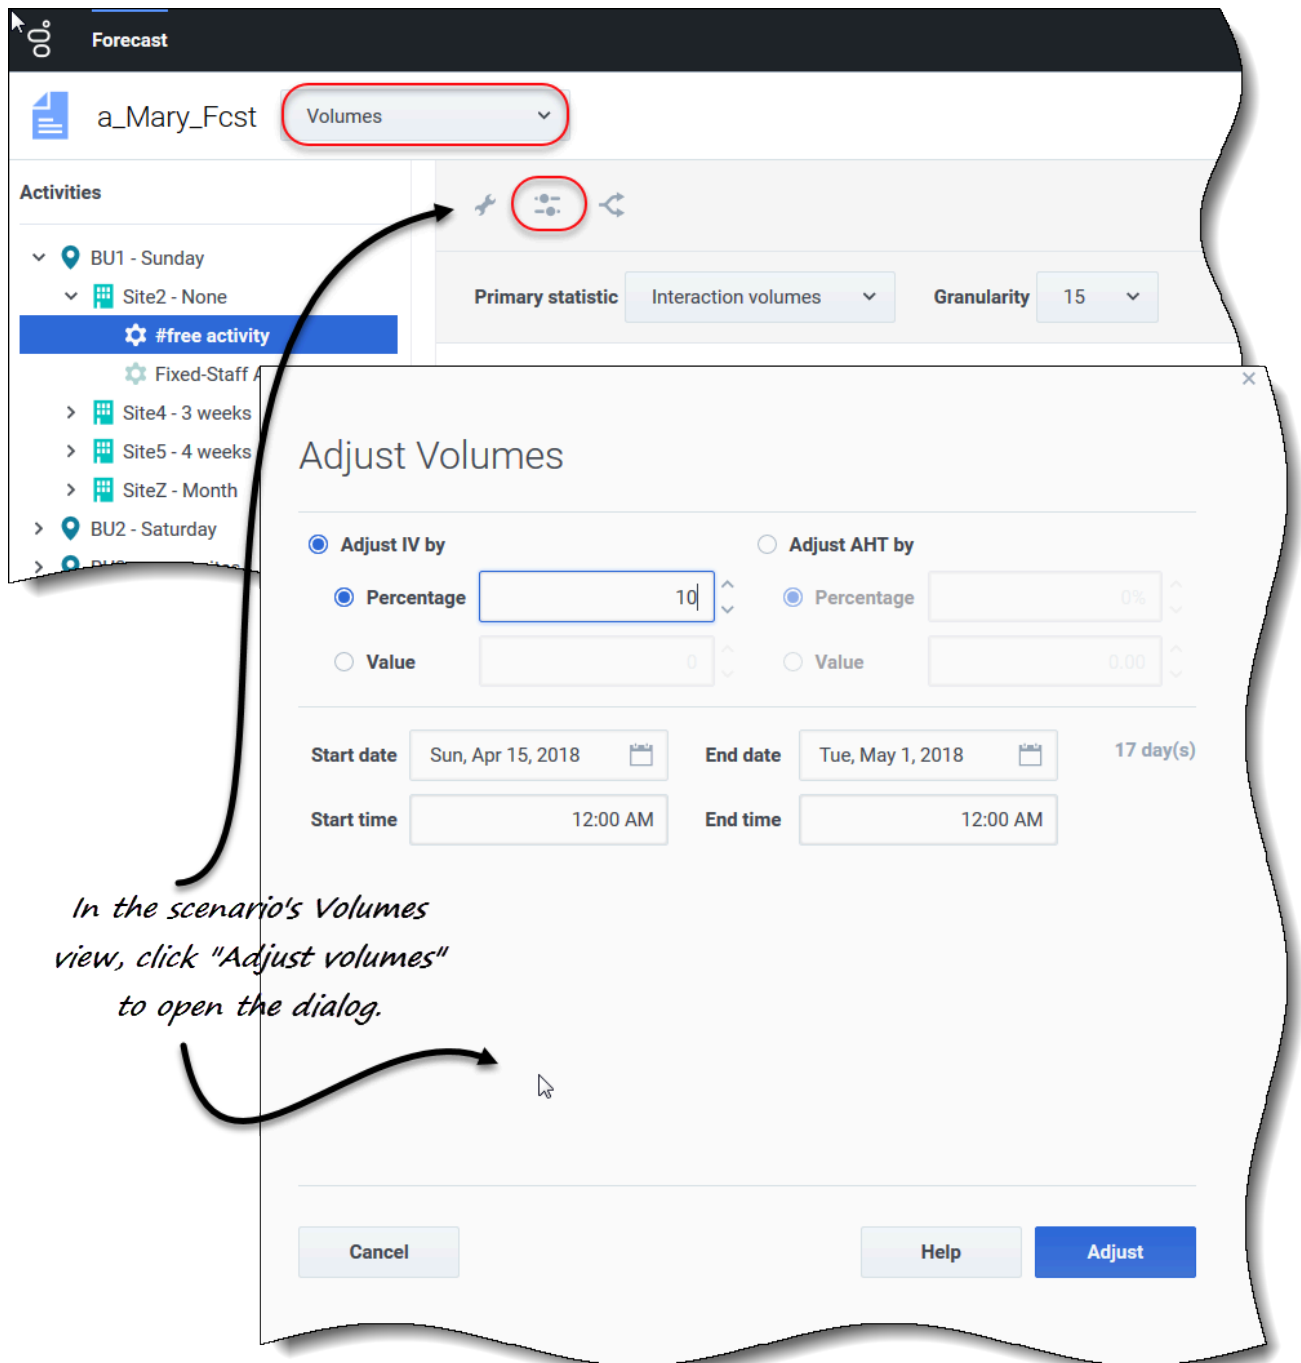 Forecast
a_Mary_Fcst Volumes
Activities
BU1 - Sunday
Site2 - None
Primary statistic Interaction volumes Granularity 15
#free activity
Fixed-Staff
Site4 - 3 weeks
Site5 - 4 weeks
SiteZ - Month
BU2 - Saturday
Adjust Volumes
Adjust IV by Adjust AHT by
Percentage 10 Percentage 0%
Value 0 Value 0.00
Start date Sun, Apr 15, 2018 End date Tue, May 1, 2018 17 day(s)
Start time 12:00 AM End time 12:00 AM
In the scenario's Volumes
view, click "Adjust volumes"
to open the dialog.
Cancel Help Adjust